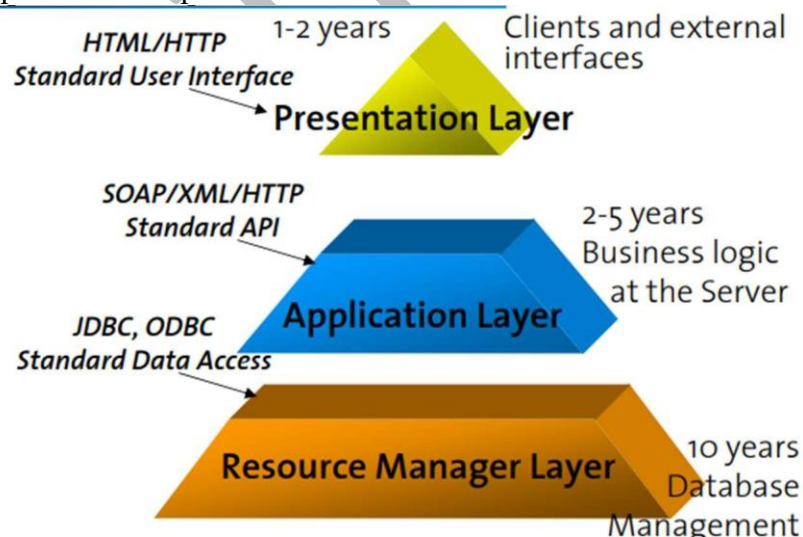 HTML/HTTP
Standard User Interface
1-2 years
Clients and external
interfaces
Presentation Layer
SOAP/XML/HTTP
Standard API
2-5 years
Business logic
at the Server
Application Layer
JDBC, ODBC
Standard Data Access
Resource Manager Layer
10 years
Database
Management